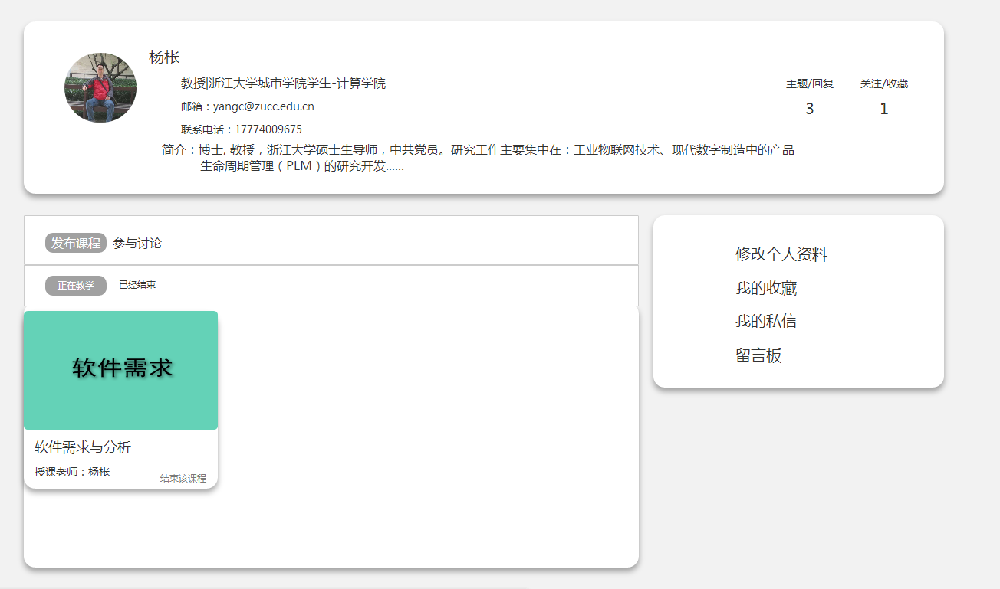 杨枨
教授|浙江大学城市学院学生-计算学院
邮箱：yangc@zucc.edu.cn
联系电话：17774009675
简介：博士, 教授，浙江大学硕士生导师，中共党员。研究工作主要集中在：工业物联网技术、现代数字制造中的产品
生命周期管理（PLM）的研究开发......
主题/回复
3
关注/收藏
1
发布课程 参与讨论
正在教学 已经结束
软件需求
软件需求与分析
授课老师：杨枨
结束该课程
修改个人资料
我的收藏
我的私信
留言板